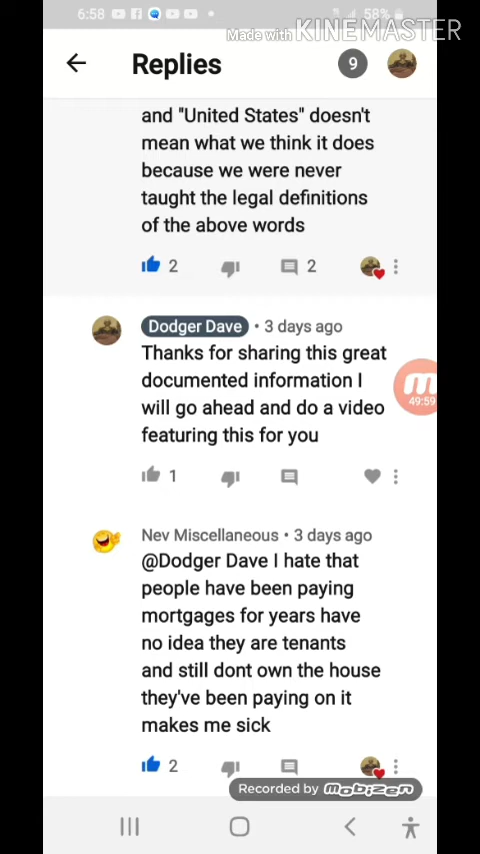 6:58
58%
Made with KINEMASTER
Replies
9
and "United States" doesn't
mean what we think it does
because we were never
taught the legal definitions
of the above words
2
2
Dodger Dave • 3 days ago
Thanks for sharing this great
documented information I
will go ahead and do a video
featuring this for you
49:59
1
Nev Miscellaneous • 3 days ago
@Dodger Dave I hate that
people have been paying
mortgages for years have
no idea they are tenants
and still dont own the house
they've been paying on it
makes me sick
2
Recorded by mobizen